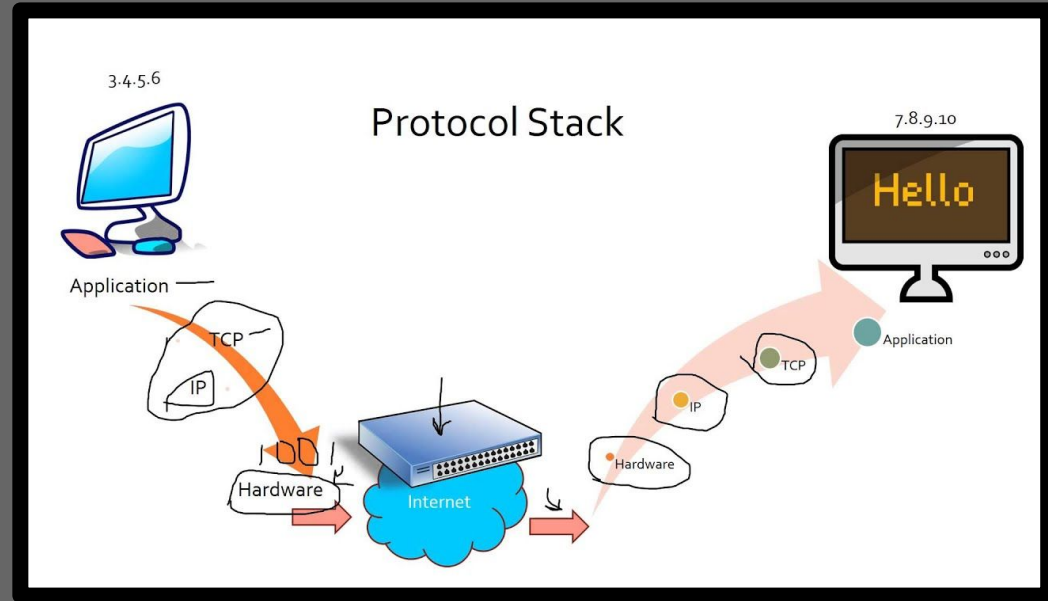 3.4.5.6
Protocol Stack
7.8.9.10
Hello
Application
TCP
IP
1001
Hardware
Internet
Hardware
IP
TCP
Application